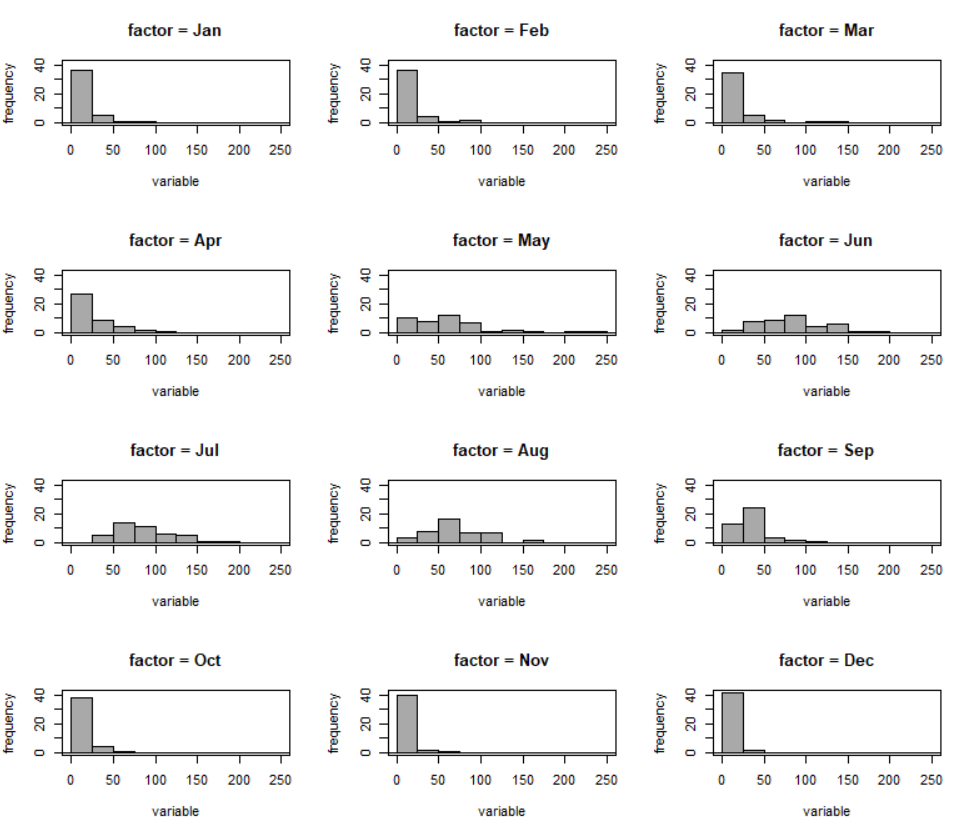 factor = Jan
frequency
0 20 40
0 50 100 150 200 250
variable
factor = Feb
frequency
0 20 40
0 50 100 150 200 250
variable
factor = Mar
frequency
0 20 40
0 50 100 150 200 250
variable
factor = Apr
frequency
0 20 40
0 50 100 150 200 250
variable
factor = May
frequency
0 20 40
0 50 100 150 200 250
variable
factor = Jun
frequency
0 20 40
0 50 100 150 200 250
variable
factor = Jul
frequency
0 20 40
0 50 100 150 200 250
variable
factor = Aug
frequency
0 20 40
0 50 100 150 200 250
variable
factor = Sep
frequency
0 20 40
0 50 100 150 200 250
variable
factor = Oct
frequency
0 20 40
0 50 100 150 200 250
variable
factor = Nov
frequency
0 20 40
0 50 100 150 200 250
variable
factor = Dec
frequency
0 20 40
0 50 100 150 200 250
variable